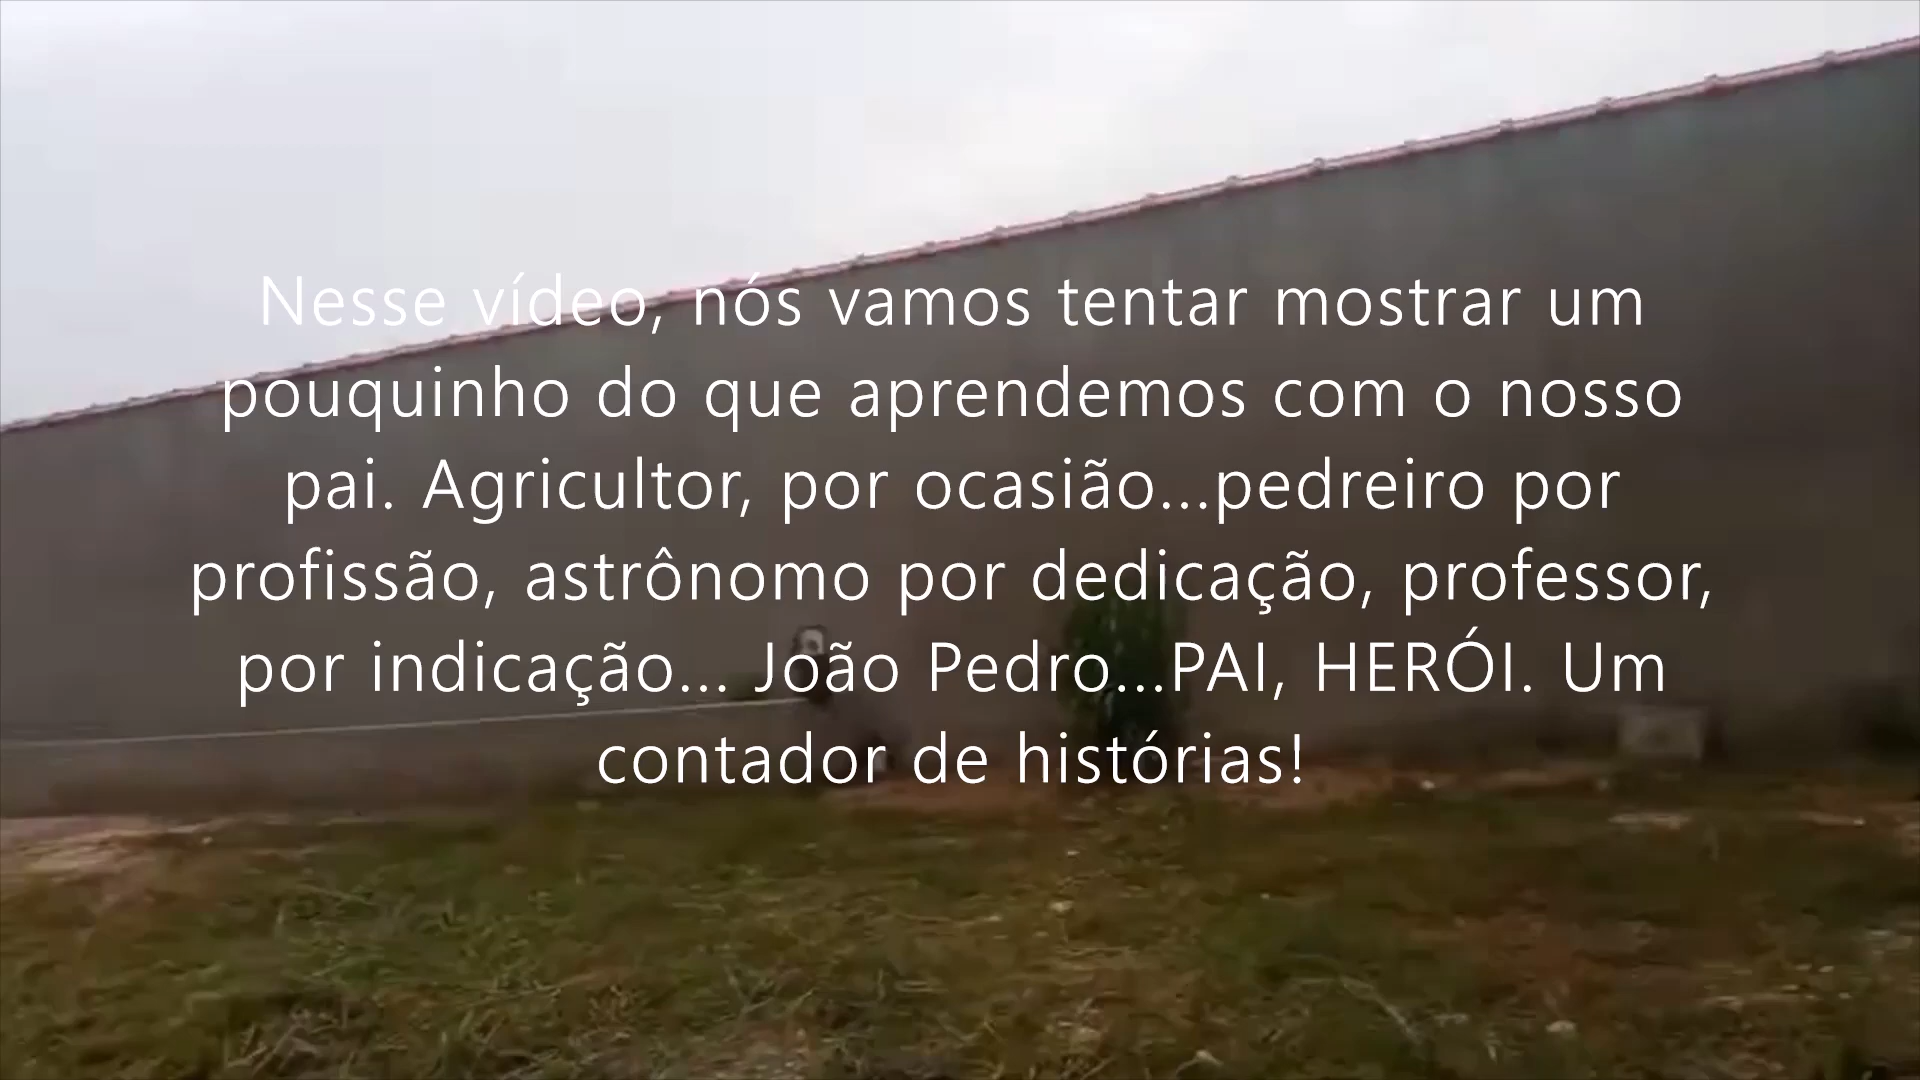 Nesse vídeo, nós vamos tentar mostrar um
pouquinho do que aprendemos com o nosso
pai. Agricultor, por ocasião...pedreiro por
profissão, astrônomo por dedicação, professor,
por indicação... João Pedro...PAI, HERÓI. Um
contador de histórias!